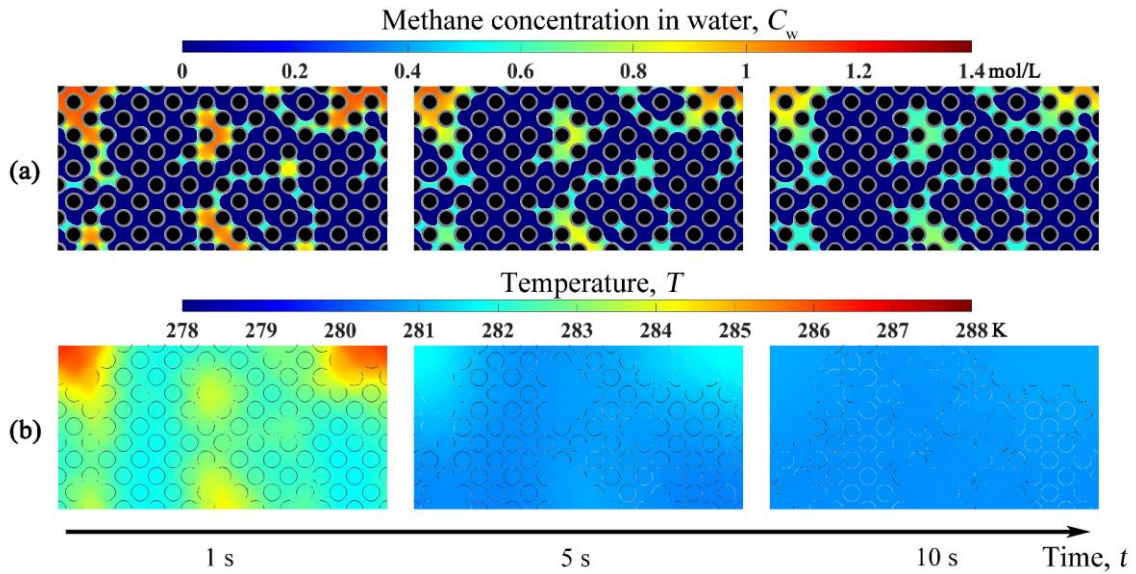 Methane concentration in water, C_w
0 0.2 0.4 0.6 0.8 1 1.2 1.4 mol/L
(a)
Temperature, T
278 279 280 281 282 283 284 285 286 287 288 K
(b)
1 s 5 s 10 s Time, t